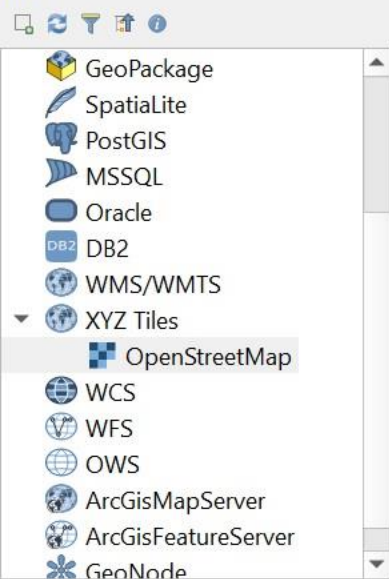 GeoPackage
SpatiaLite
PostGIS
MSSQL
Oracle
DB2 DB2
WMS/WMTS
XYZ Tiles
OpenStreetMap
WCS
WFS
OWS
ArcGisMapServer
ArcGisFeatureServer
GeoNode